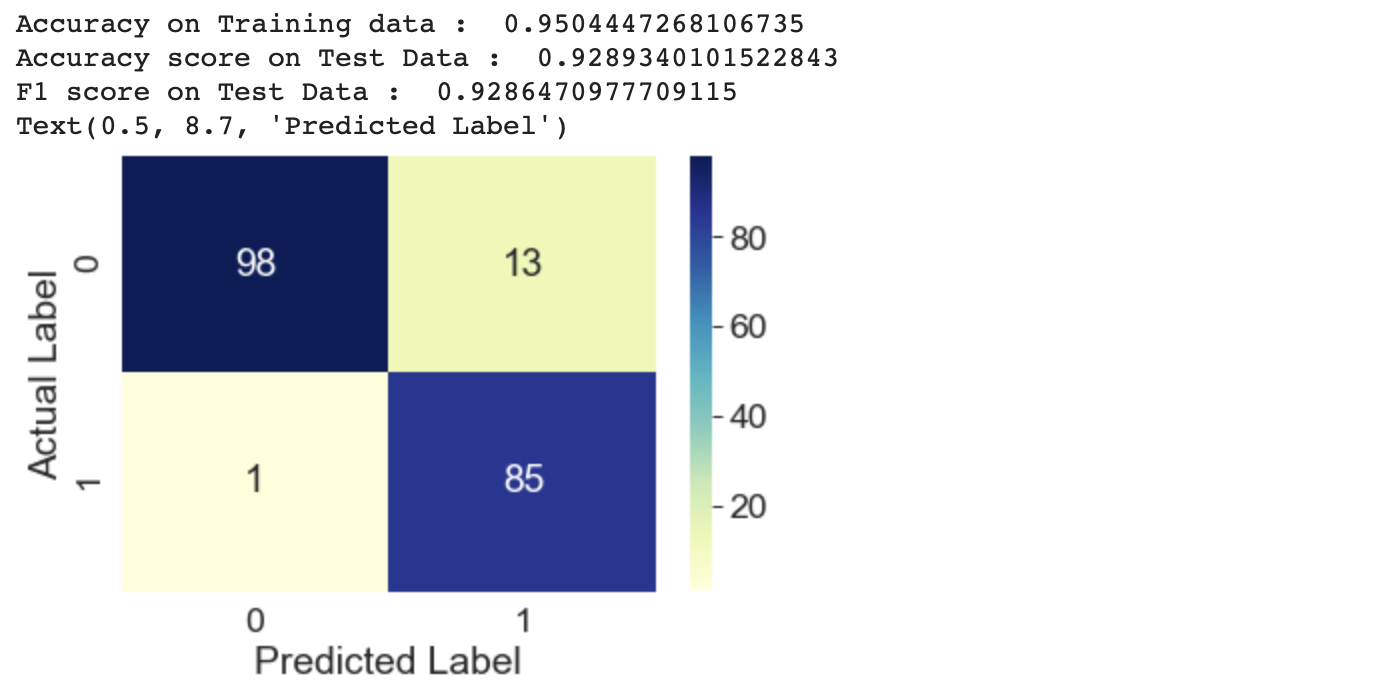 Accuracy on Training data :  0.9504447268106735
Accuracy score on Test Data :  0.9289340101522843
F1 score on Test Data :  0.9286470977709115
Text(0.5, 8.7, 'Predicted Label')
Actual Label
0
98
13
1
1
85
0
1
Predicted Label
80
60
40
20